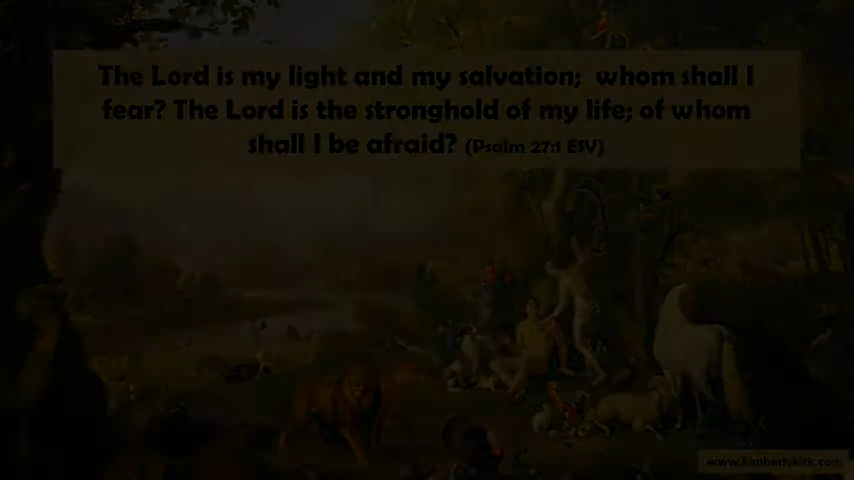 The Lord is my light and my salvation;  whom shall I
fear? The Lord is the stronghold of my life; of whom
shall I be afraid? (Psalm 27:1 ESV)
www.kimberlykirk.com